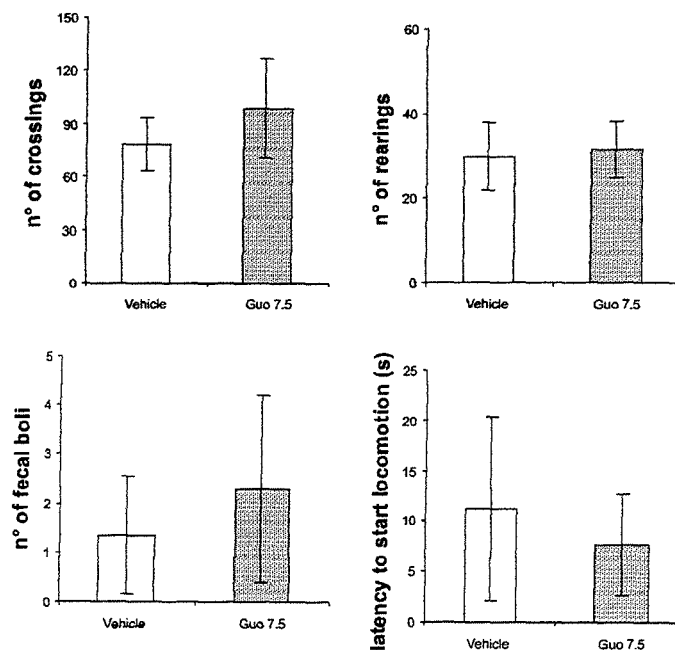 n° of crossings
150
120
90
60
30
0
Vehicle Guo 7.5
n° of rearings
60
40
20
0
Vehicle Guo 7.5
n° of fecal boli
5
4
3
2
1
0
Vehicle Guo 7.5
latency to start locomotion (s)
25
20
15
10
5
0
Vehicle Guo 7.5